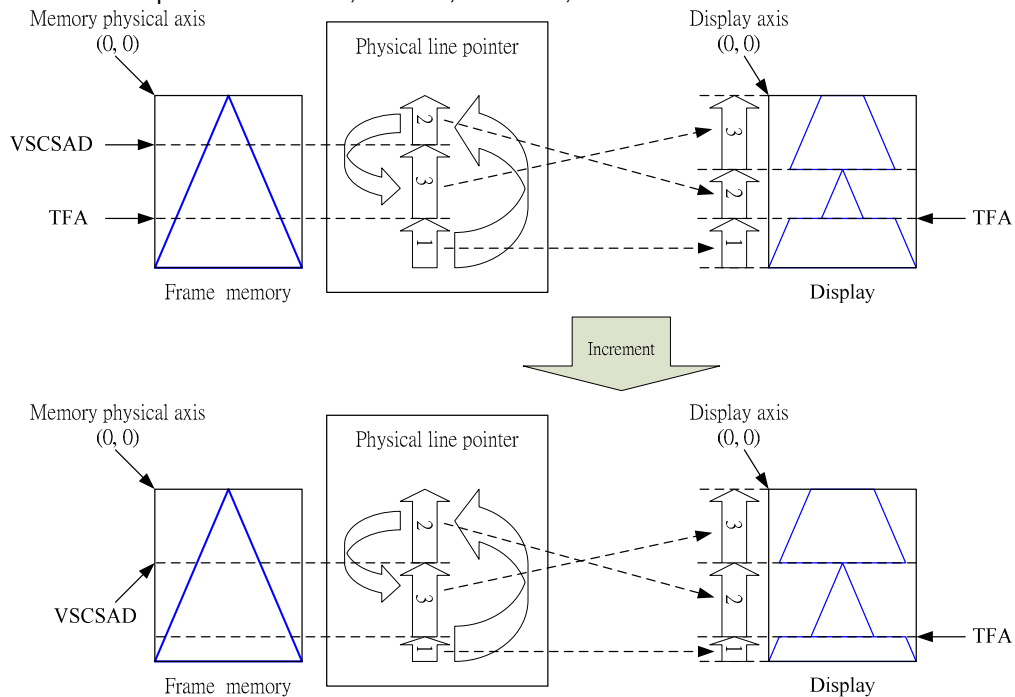 Memory physical axis
(0, 0)
Physical line pointer
Display axis
(0, 0)
VSCSAD
TFA
2
3
1
3
2
1
TFA
Frame memory
Display
Increment
Memory physical axis
(0, 0)
Physical line pointer
Display axis
(0, 0)
VSCSAD
2
3
1
3
2
1
TFA
Frame memory
Display